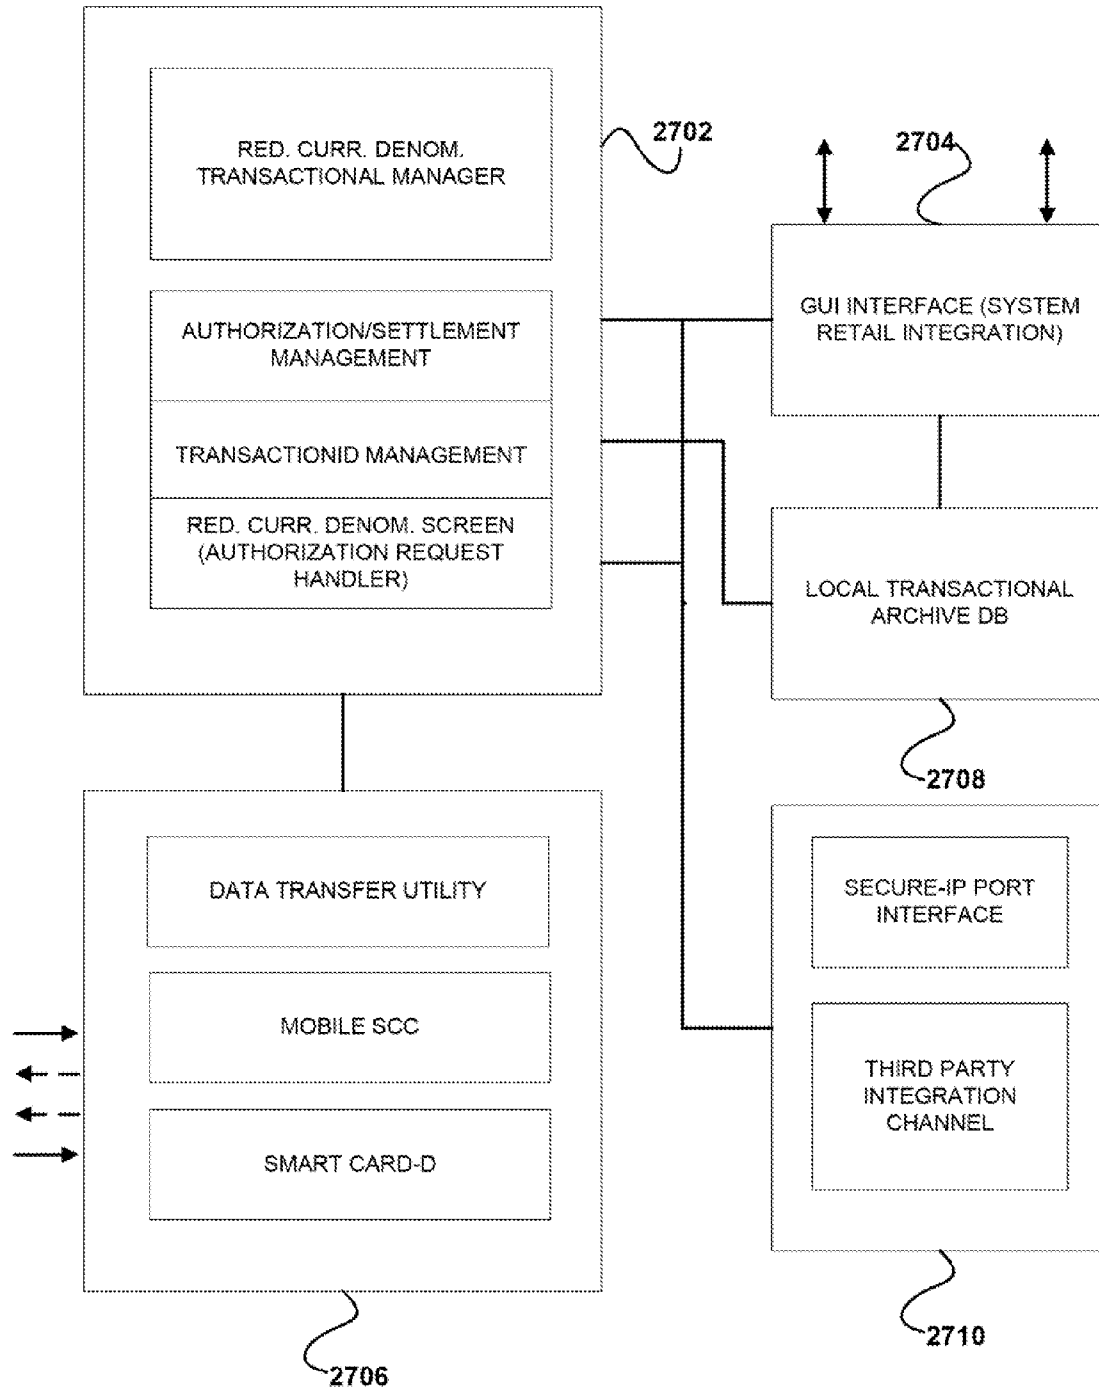 RED. CURR. DENOM.
TRANSACTIONAL MANAGER
AUTHORIZATION/SETTLEMENT
MANAGEMENT
TRANSACTIONID MANAGEMENT
RED. CURR. DENOM. SCREEN
(AUTHORIZATION REQUEST
HANDLER)
2702
2704
GUI INTERFACE (SYSTEM
RETAIL INTEGRATION)
LOCAL TRANSACTIONAL
ARCHIVE DB
2708
DATA TRANSFER UTILITY
MOBILE SCC
SMART CARD-D
2706
SECURE-IP PORT
INTERFACE
THIRD PARTY
INTEGRATION
CHANNEL
2710